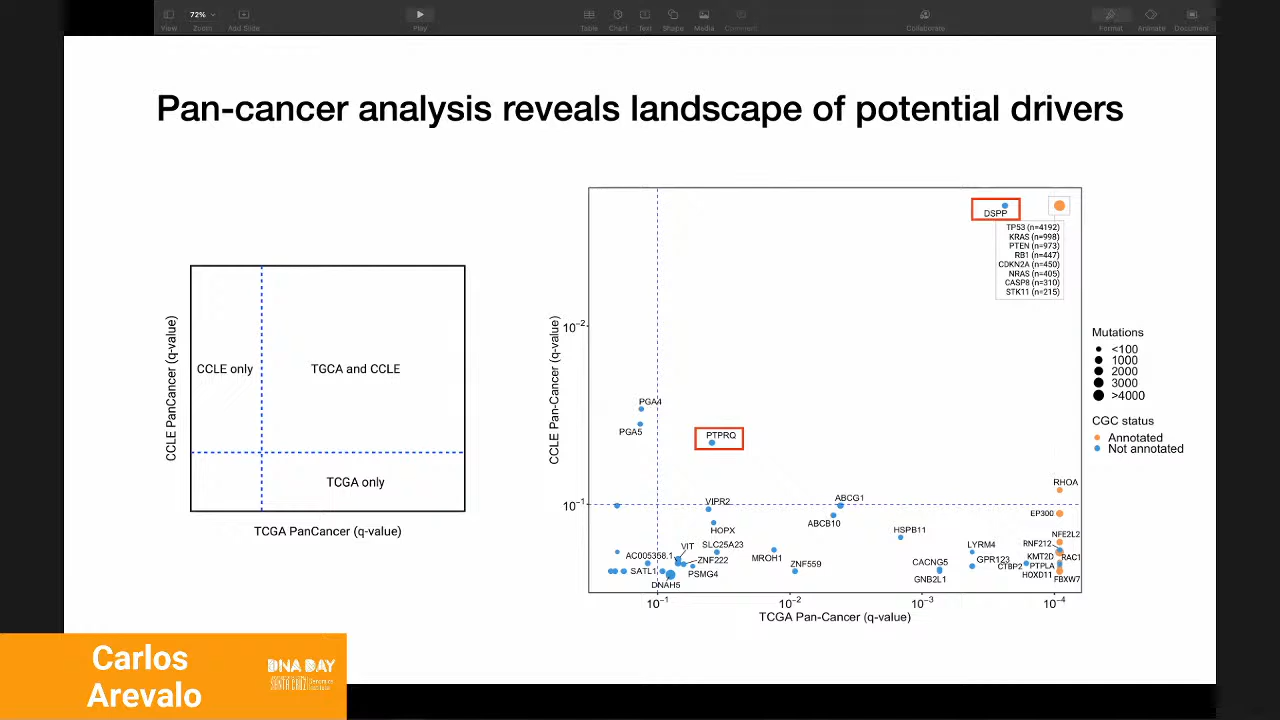 72%
View
Zoom
Add Slide
Play
Table
Chart
Text
Shape
Media
Comment
Collaborate
Format
Animate
Document
Pan-cancer analysis reveals landscape of potential drivers
CCLE PanCancer (q-value)
CCLE only
TGCA and CCLE
TCGA only
TCGA PanCancer (q-value)
CCLE Pan-Cancer (q-value)
10-2
10-1
DSPP
TP53 (n=4192)
KRAS (n=998)
PTEN (n=973)
RB1 (n=447)
CDKN2A (n=450)
NRAS (n=405)
CASP8 (n=310)
STK11 (n=215)
PGA4
PGA5
PTPRQ
RHOA
VIPR2
ABCG1
EP300
ABCB10
HOPX
HSPB11
NFE2L2
RNF212
VIT
SLC25A23
LYRM4
AC005358.1
ZNF222
MROH1
GPR123
KMT2D
RAC1
SATL1
PSMG4
ZNF559
CACNG5
CTBP2
PTPLA
DNAH5
GNB2L1
HOXD11
FBXW7
10-1
10-2
10-3
10-4
TCGA Pan-Cancer (q-value)
Mutations
<100
1000
2000
3000
>4000
CGC status
Annotated
Not annotated
Carlos
Arevalo
DNA DAY
SANTA CRUZ